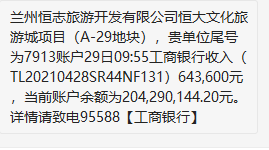 兰州恒志旅游开发有限公司恒大文化旅
游城项目（A-29地块），贵单位尾号
为7913账户29日09:55工商银行收入（
TL20210428SR44NF131）643,600元
，当前账户余额为204,290,144.20元。
详情请致电95588【工商银行】